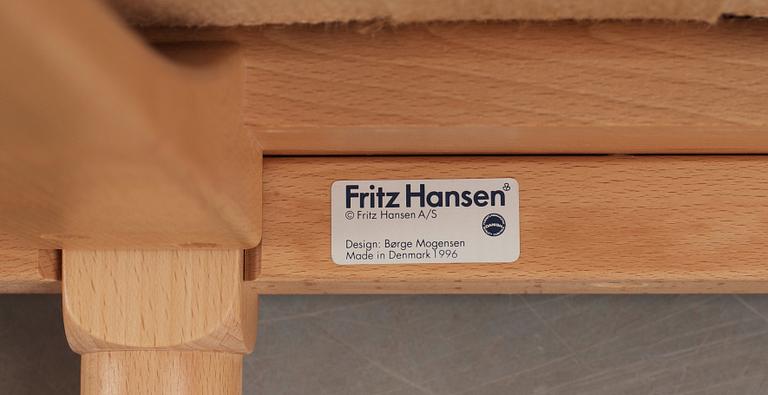 Fritz Hansen
© Fritz Hansen A/S
Design: Børge Mogensen
Made in Denmark 1996